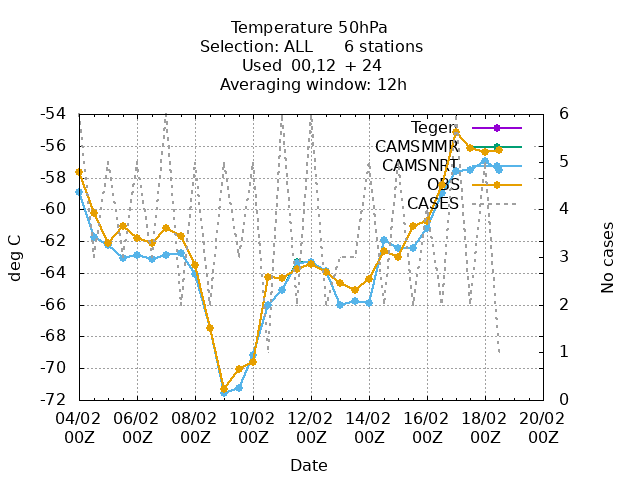 Temperature 50hPa
Selection: ALL      6 stations
Used  00,12  + 24
Averaging window: 12h
-54
-56
-58
-60
-62
-64
-66
-68
-70
-72
deg C
6
5
4
3
2
1
0
No cases
Tegen
CAMSMMR
CAMSNRT
OBS
CASES
04/02 06/02 08/02 10/02 12/02 14/02 16/02 18/02 20/02
00Z 00Z 00Z 00Z 00Z 00Z 00Z 00Z 00Z
Date